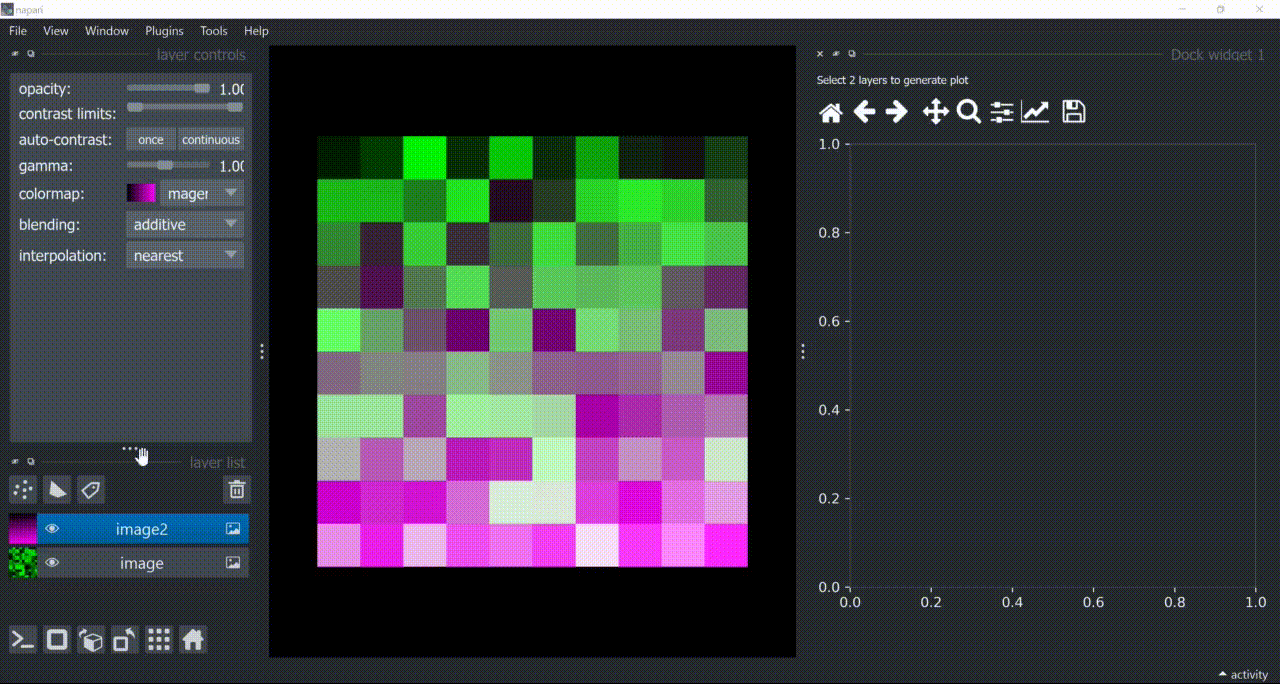 napari
File View Window Plugins Tools Help
layer controls
opacity: 1.00
contrast limits:
auto-contrast: once continuous
gamma: 1.00
colormap: mager
blending: additive
interpolation: nearest
layer list
image2
image
Dock widget 1
Select 2 layers to generate plot
1.0
0.8
0.6
0.4
0.2
0.0
0.0 0.2 0.4 0.6 0.8 1.0
activity